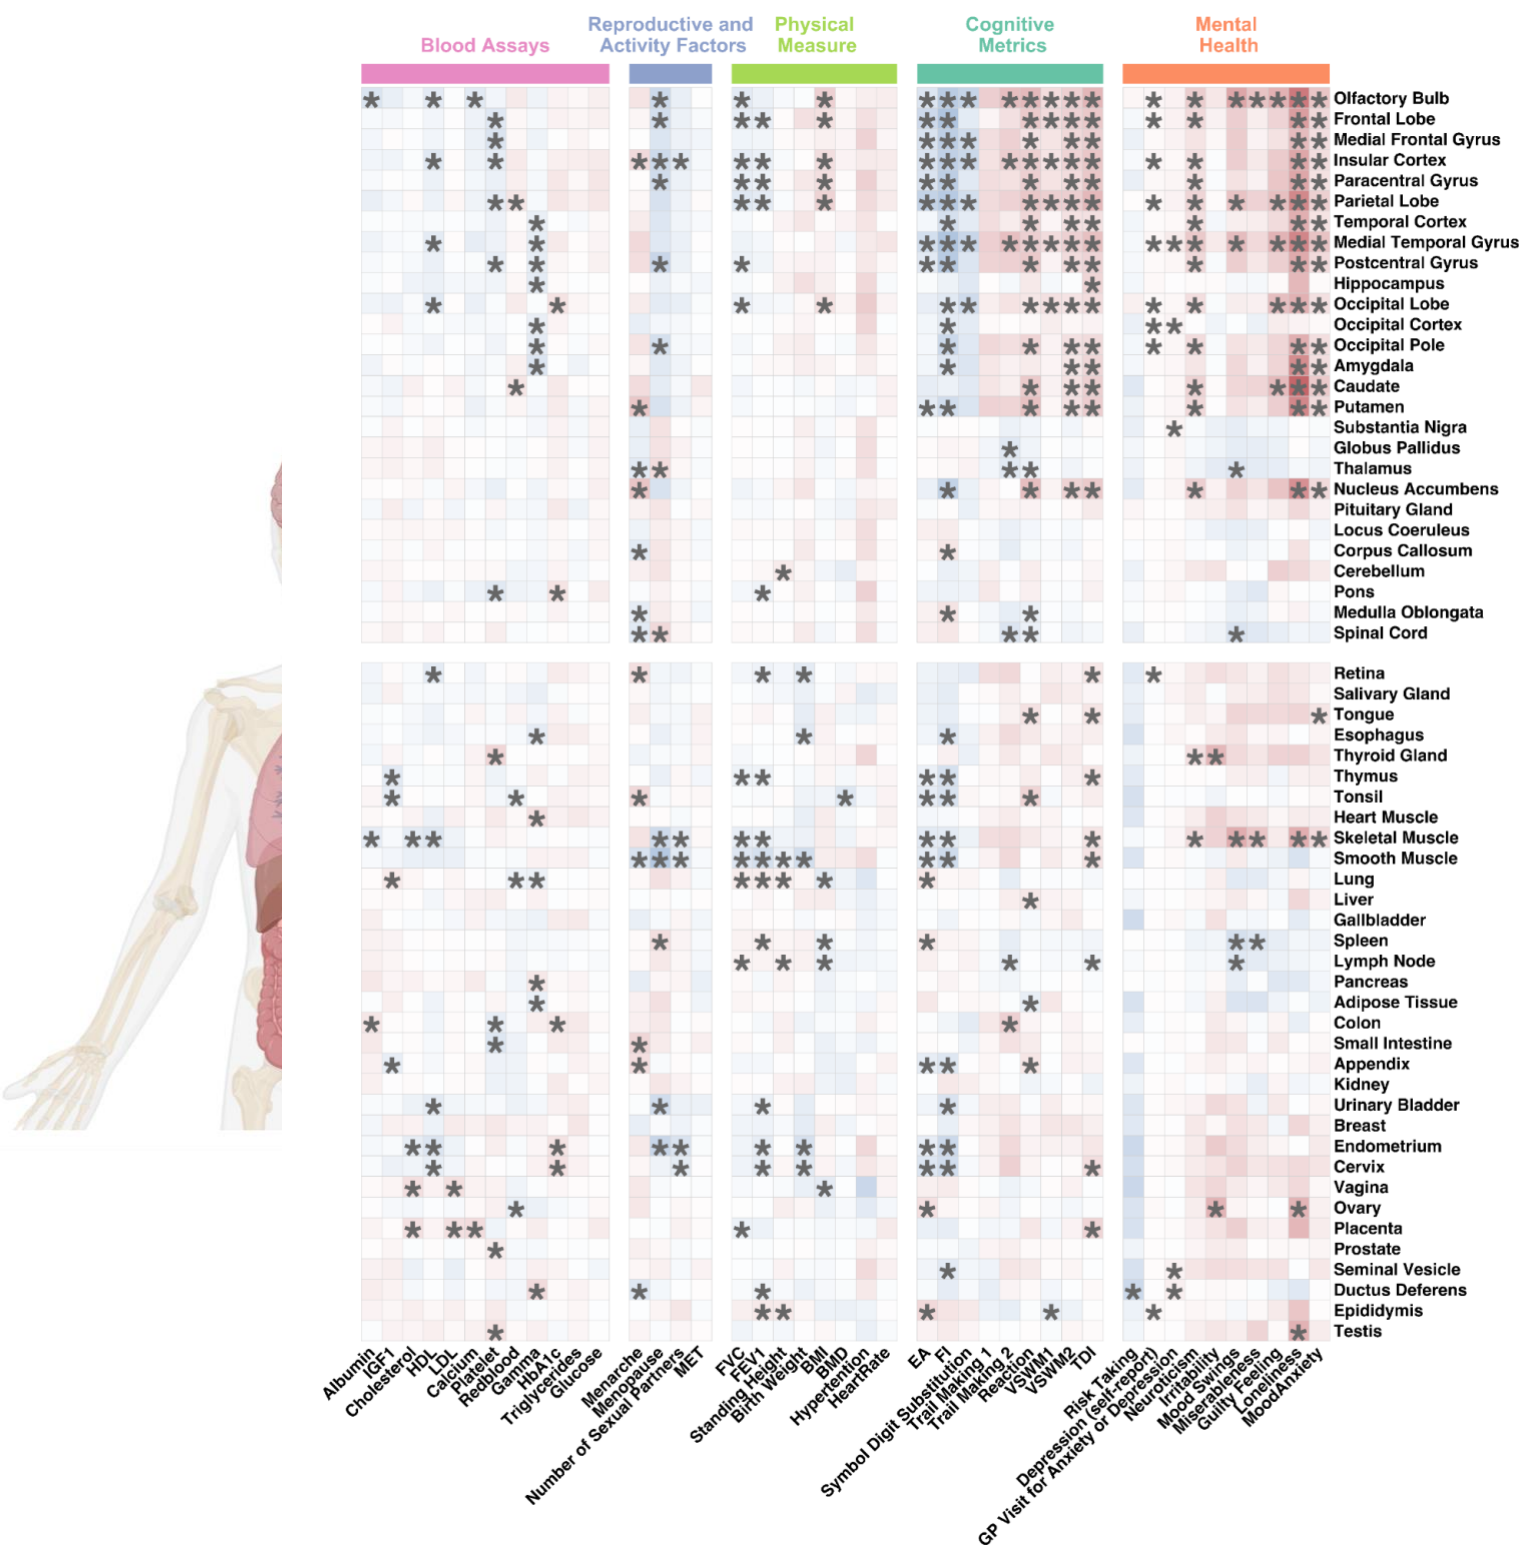 Blood Assays
Reproductive and
Activity Factors
Physical
Measure
Cognitive
Metrics
Mental
Health
Olfactory Bulb
Frontal Lobe
Medial Frontal Gyrus
Insular Cortex
Paracentral Gyrus
Parietal Lobe
Temporal Cortex
Medial Temporal Gyrus
Postcentral Gyrus
Hippocampus
Occipital Lobe
Occipital Cortex
Occipital Pole
Amygdala
Caudate
Putamen
Substantia Nigra
Globus Pallidus
Thalamus
Nucleus Accumbens
Pituitary Gland
Locus Coeruleus
Corpus Callosum
Cerebellum
Pons
Medulla Oblongata
Spinal Cord
Retina
Salivary Gland
Tongue
Esophagus
Thyroid Gland
Thymus
Tonsil
Heart Muscle
Skeletal Muscle
Smooth Muscle
Lung
Liver
Gallbladder
Spleen
Lymph Node
Pancreas
Adipose Tissue
Colon
Small Intestine
Appendix
Kidney
Urinary Bladder
Breast
Endometrium
Cervix
Vagina
Ovary
Placenta
Prostate
Seminal Vesicle
Ductus Deferens
Epididymis
Testis
Albumin
IGF1
Cholesterol
HDL
LDL
Calcium
Platelet
Redblood
Gamma
HbA1c
Triglycerides
Glucose
Menarche
Menopause
Number of Sexual Partners
MET
FVC
FEV1
Standing Height
Birth Weight
BMI
BMD
Hypertention
HeartRate
EA
FI
Symbol Digit Substitution
Trail Making 1
Trail Making 2
Reaction
VSWM1
VSWM2
TDI
Risk Taking
Depression (self-report)
GP Visit for Anxiety or Depression
Neuroticism
Irritability
Mood Swings
Miserableness
Guilty Feeling
Loneliness
MoodAnxiety